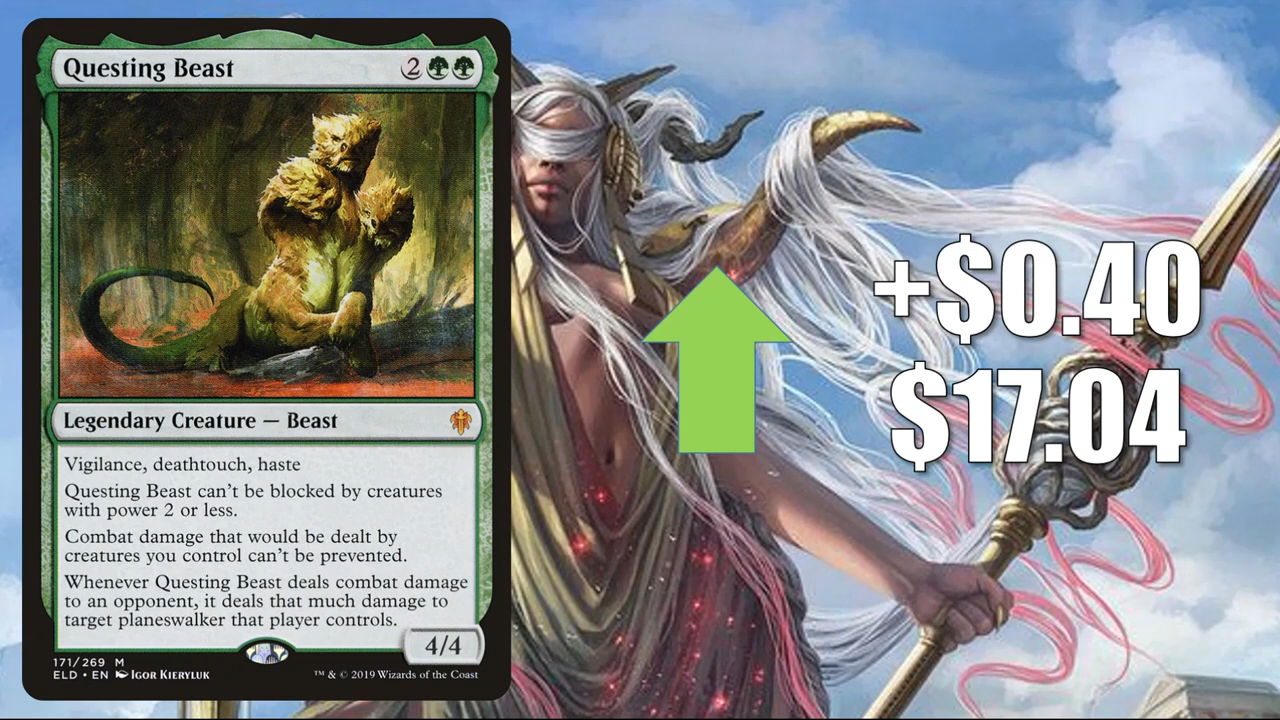 Questing Beast 2
Legendary Creature — Beast
Vigilance, deathtouch, haste
Questing Beast can't be blocked by creatures
with power 2 or less.
Combat damage that would be dealt by
creatures you control can't be prevented.
Whenever Questing Beast deals combat damage
to an opponent, it deals that much damage to
target planeswalker that player controls.
4/4
171/269 M
ELD • EN Igor Kieryluk
™ & © 2019 Wizards of the Coast
+$0.40
$17.04